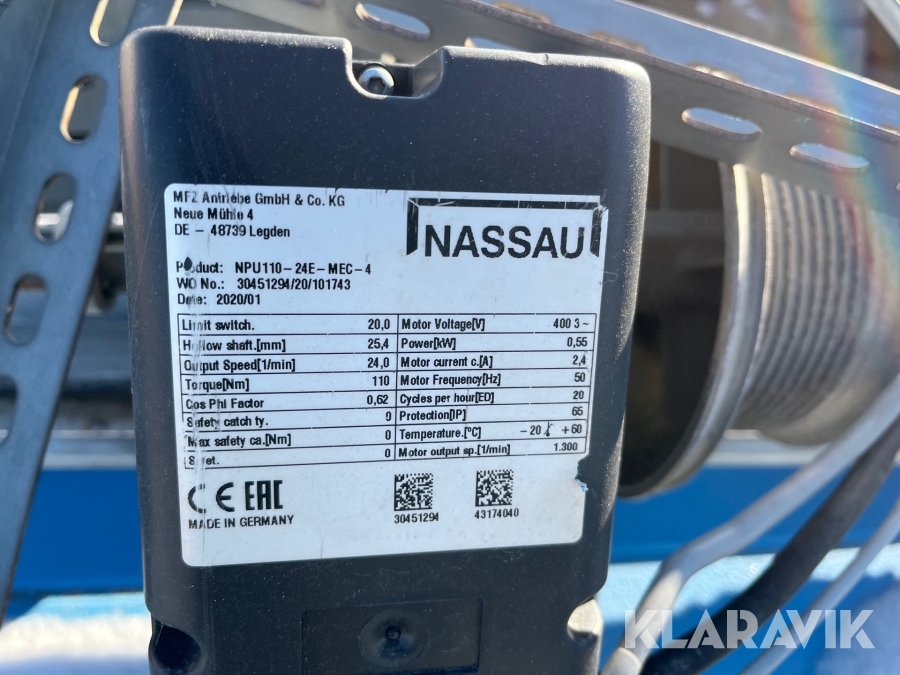 MFZ Antriebe GmbH & Co. KG
Neue Mühle 4
DE - 48739 Legden
NASSAU
Product: NPU110-24E-MEC-4
WO No.: 30451294/20/101743
Date: 2020/01
Limit switch. 20,0 Motor Voltage[V] 400 3~
Hollow shaft.[mm] 25,4 Power[kW] 0,55
Output Speed[1/min] 24,0 Motor current c.[A] 2,4
Torque[Nm] 110 Motor Frequency[Hz] 50
Cos Phi Factor 0,62 Cycles per hour[ED] 20
Safety catch ty. 0 Protection[IP] 65
Max safety ca.[Nm] 0 Temperature.[°C] -20 +60
0 Motor output sp.[1/min] 1.300
CE EAC
MADE IN GERMANY
30451294
43174040
KLARAVIK